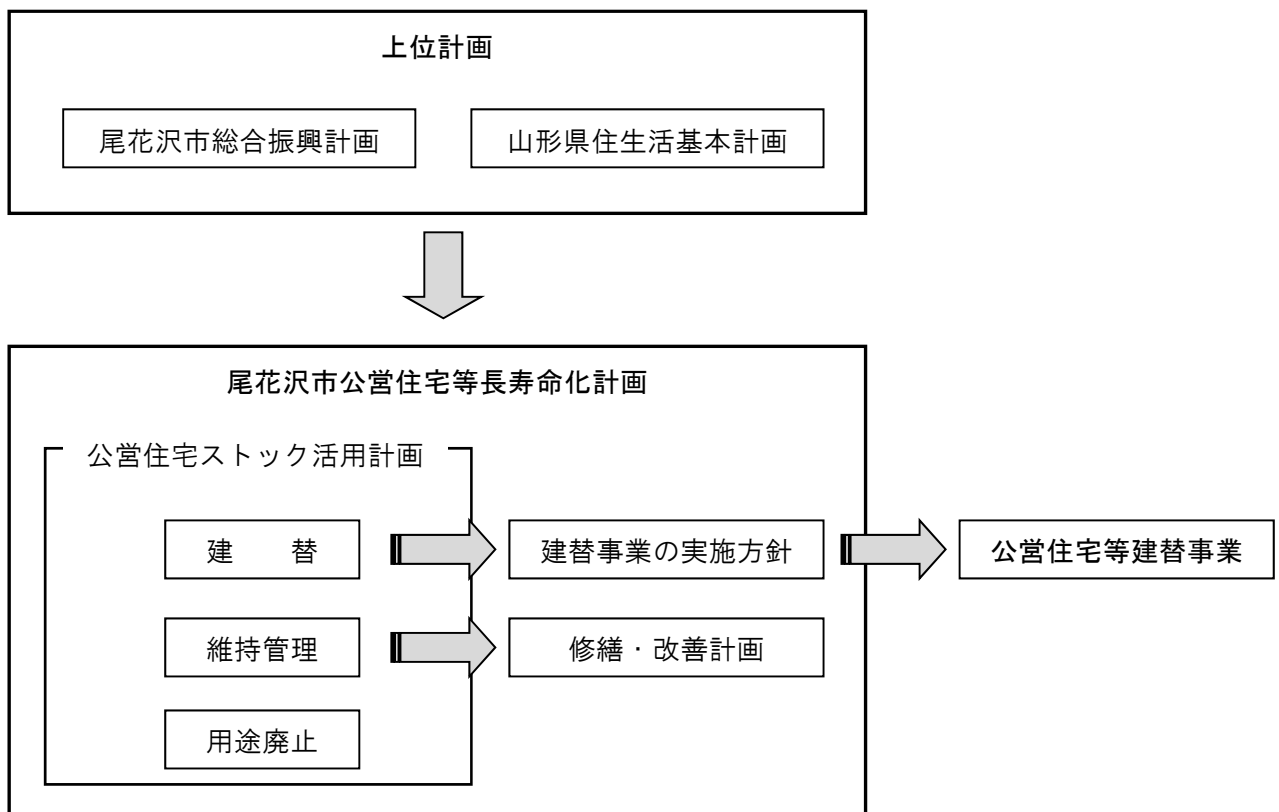 上位計画
尾花沢市総合振興計画
山形県住生活基本計画
尾花沢市公営住宅等長寿命化計画
公営住宅ストック活用計画
建　　替
建替事業の実施方針
公営住宅等建替事業
維持管理
修繕・改善計画
用途廃止